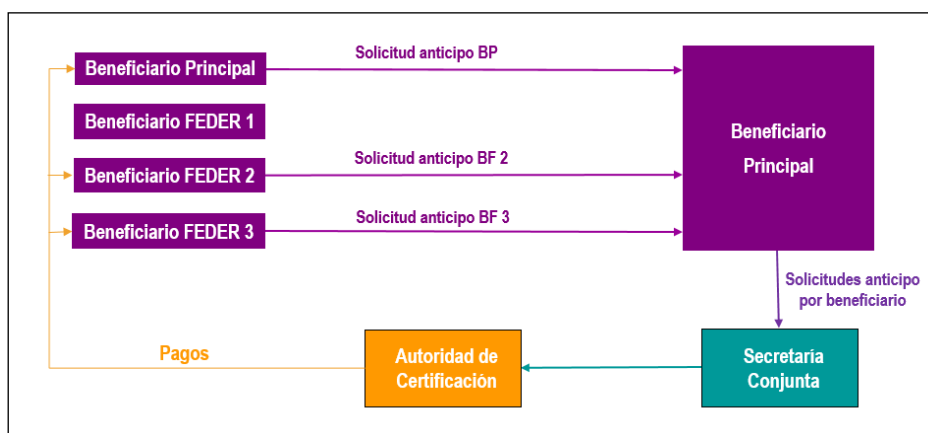 Solicitud anticipo BP
Beneficiario Principal
Beneficiario FEDER 1
Beneficiario
Principal
Solicitud anticipo BF 2
Beneficiario FEDER 2
Solicitud anticipo BF 3
Beneficiario FEDER 3
Solicitudes anticipo
por beneficiario
Pagos
Autoridad de
Certificación
Secretaría
Conjunta